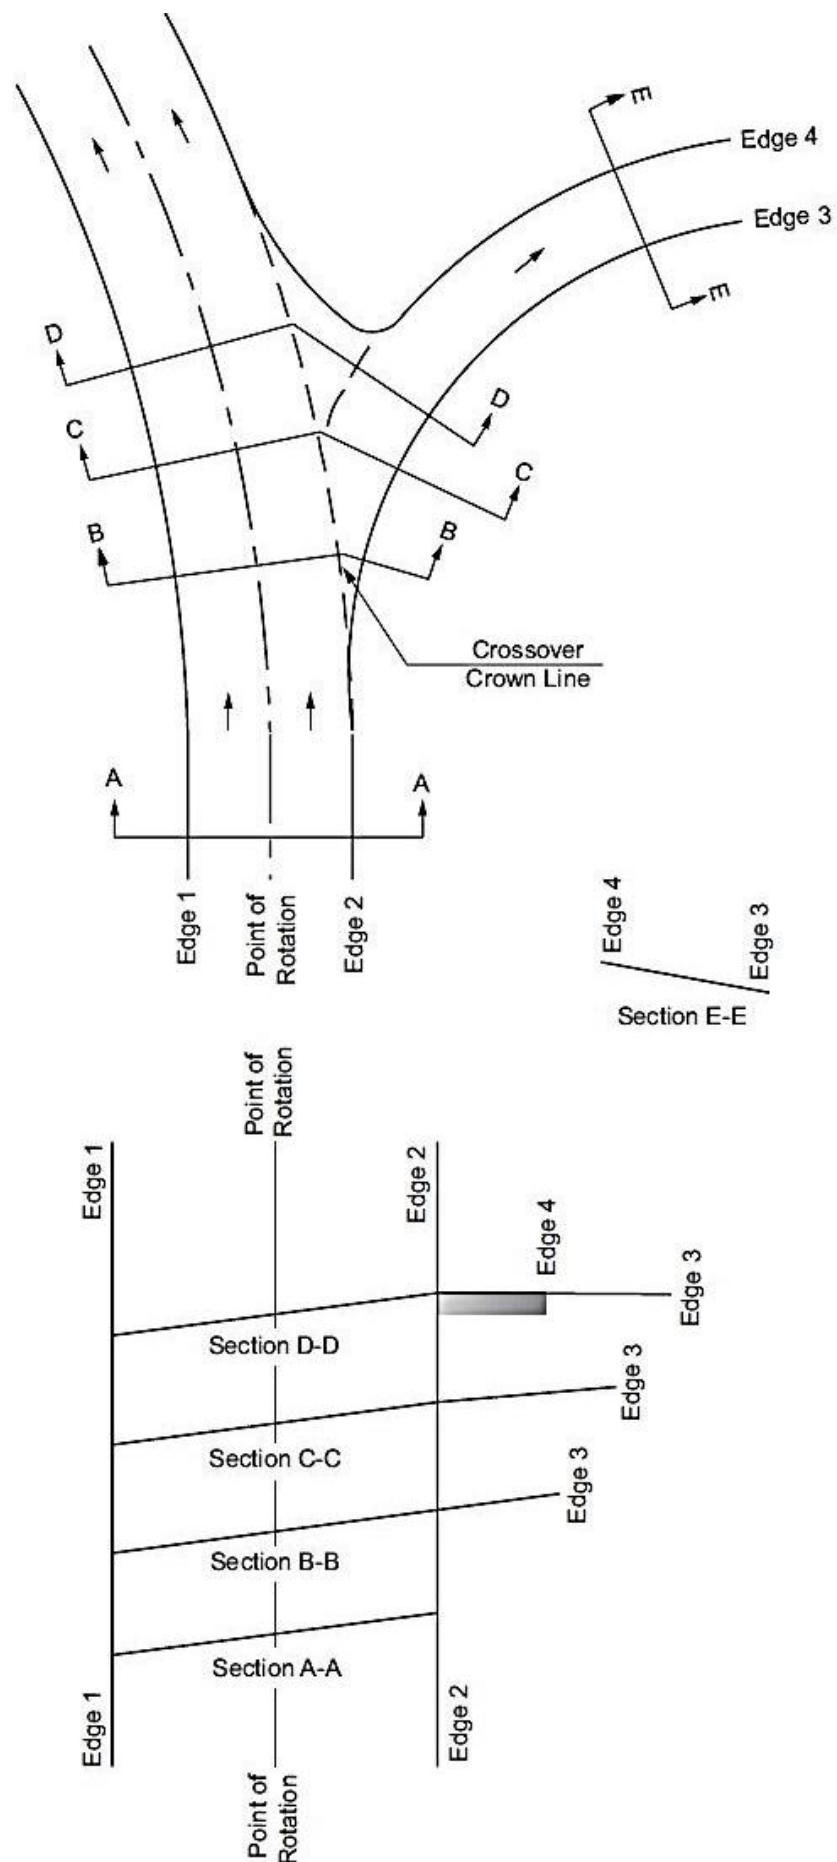 E
Edge 4
Edge 3
E
D
D
C
C
B
B
Crossover
Crown Line
A
A
Edge 1
Point of
Rotation
Edge 2
Edge 4
Edge 3
Section E-E
Point of
Rotation
Edge 1
Edge 2
Edge 4
Edge 3
Section D-D
Edge 3
Section C-C
Edge 3
Section B-B
Section A-A
Edge 1
Edge 2
Point of
Rotation